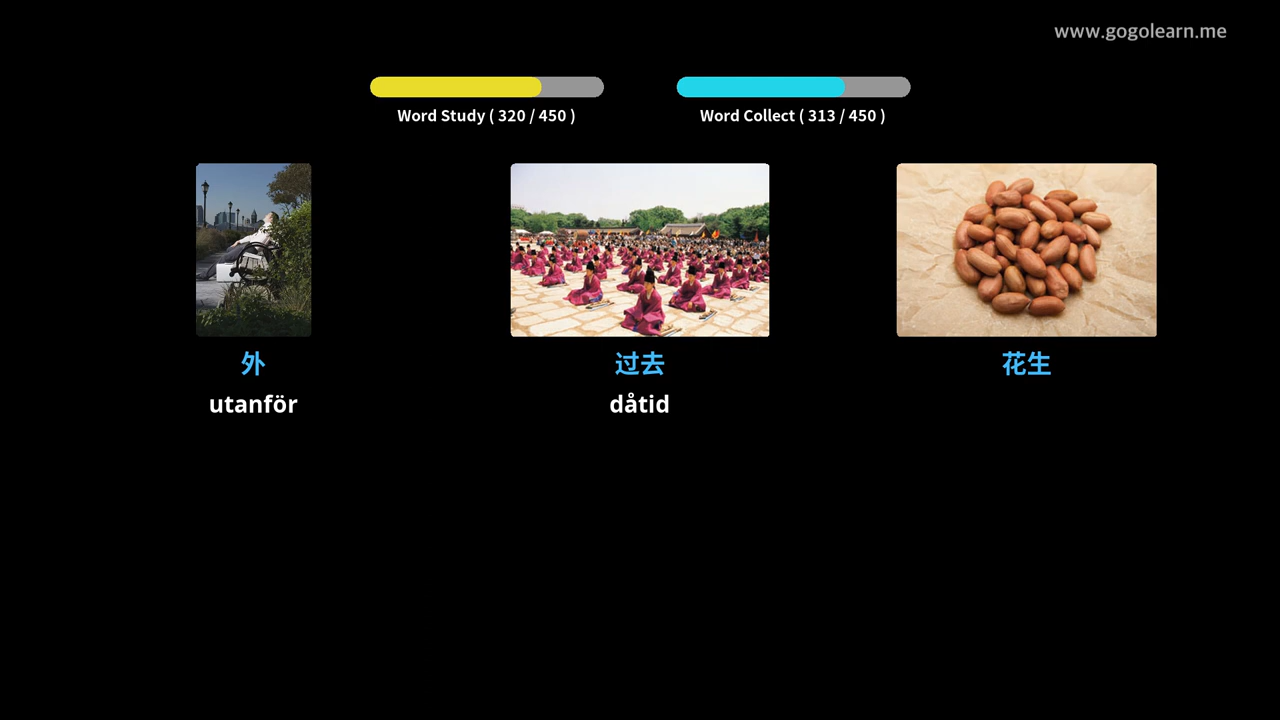 www.gogolearn.me
Word Study ( 320 / 450 )
Word Collect ( 313 / 450 )
外
过去
花生
utanför
dåtid